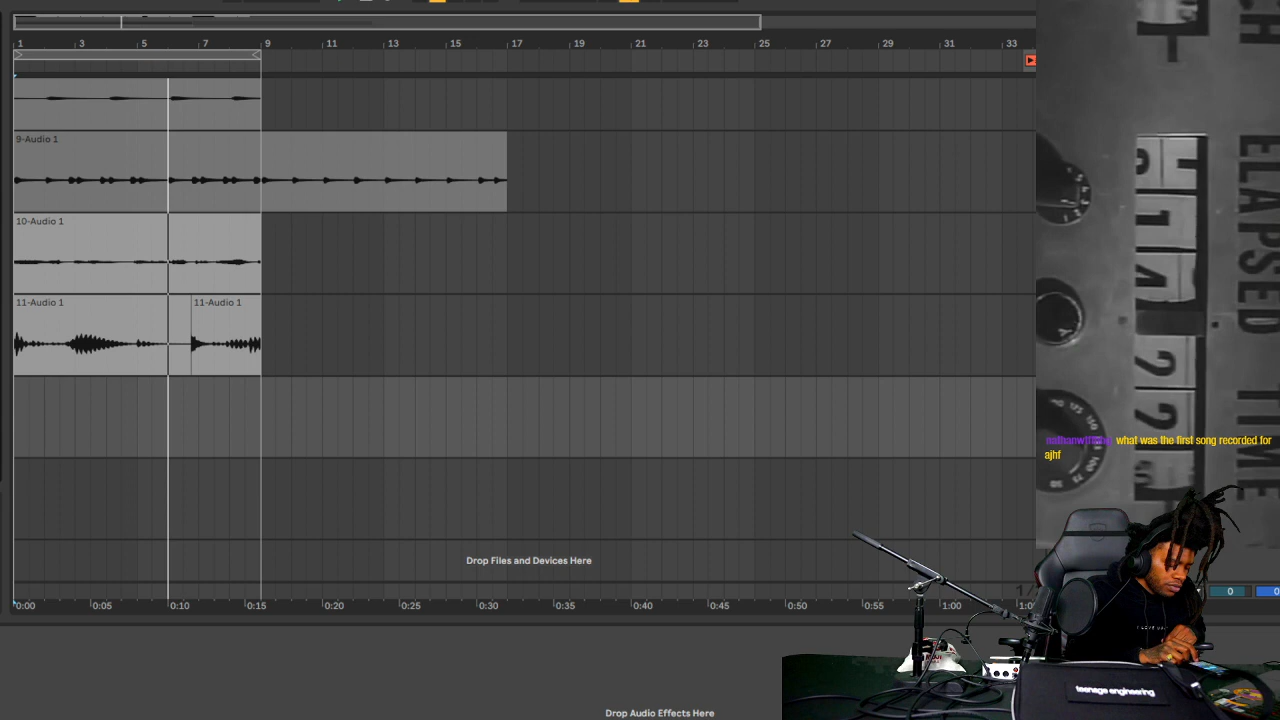 1 3 5 7 9 11 13 15 17 19 21 23 25 27 29 31 33
9-Audio 1
10-Audio 1
11-Audio 1 11-Audio 1
Drop Files and Devices Here
0:00 0:05 0:10 0:15 0:20 0:25 0:30 0:35 0:40 0:45 0:50 0:55 1:00
Drop Audio Effects Here
ELAPSED TIME
what was the first song recorded for
ajhf
0
teenage engineering